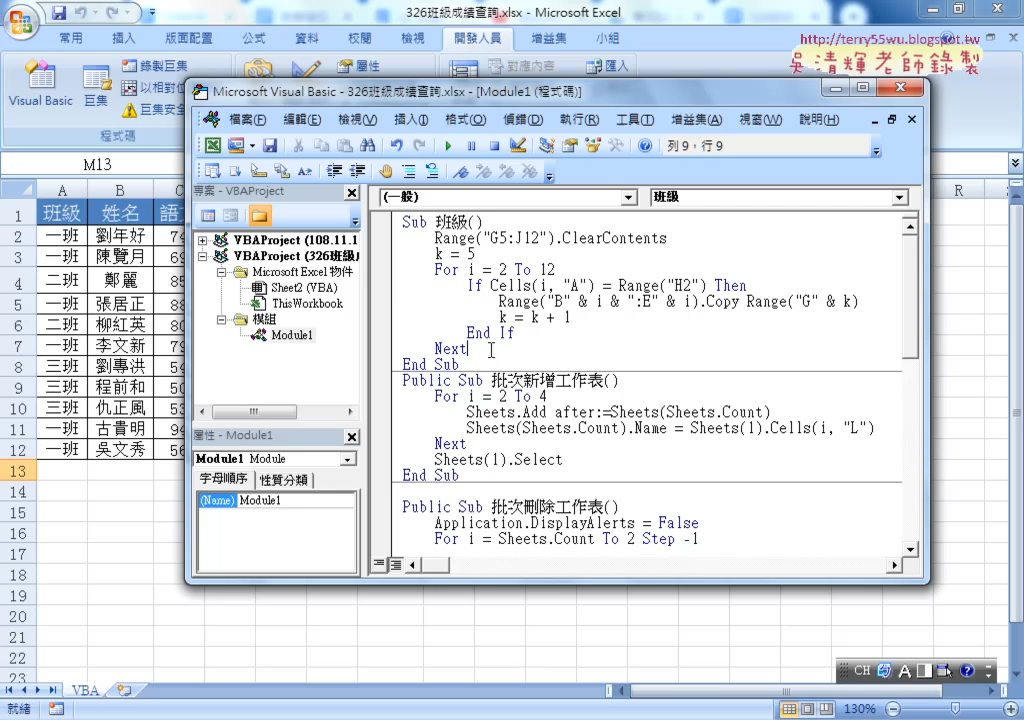 326班級成績查詢.xlsx - Microsoft Excel
常用 插入 版面配置 公式 資料 校閱 檢視 開發人員 增益集 小組
http://terry55wu.blogspot.tw
吳清輝老師錄製
錄製巨集
屬性
對應內容
匯入
Visual Basic 巨集
巨集安全
程式碼
M13
Microsoft Visual Basic - 326班級成績查詢.xlsx - [Module1 (程式碼)]
檔案(F) 編輯(E) 檢視(V) 插入(I) 格式(O) 偵錯(D) 執行(R) 工具(T) 增益集(A) 視窗(W) 說明(H)
列 9，行 9
專案 - VBAProject
VBAProject (108.11.1
VBAProject (326班級
Microsoft Excel 物件
Sheet2 (VBA)
ThisWorkbook
模組
Module1
屬性 - Module1
Module1 Module
字母順序 性質分類
(Name) Module1
(一般) 班級
Sub 班級()
Range("G5:J12").ClearContents
k = 5
For i = 2 To 12
If Cells(i, "A") = Range("H2") Then
Range("B" & i & ":E" & i).Copy Range("G" & k)
k = k + 1
End If
Next
End Sub
Public Sub 批次新增工作表()
For i = 2 To 4
Sheets.Add after:=Sheets(Sheets.Count)
Sheets(Sheets.Count).Name = Sheets(1).Cells(i, "L")
Next
Sheets(1).Select
End Sub
Public Sub 批次刪除工作表()
Application.DisplayAlerts = False
For i = Sheets.Count To 2 Step -1
A B C R
1 班級 姓名 語
2 一班 劉年好
3 一班 陳覽月
4 二班 鄭麗
5 一班 張居正
6 二班 柳紅英
7 一班 李文新
8 三班 劉專洪
9 三班 程前和
10 三班 仇正風
11 一班 古貴明
12 一班 吳文秀
13
14
15
16
17
18
19
20
21
22
23
CH
VBA
就緒
130%